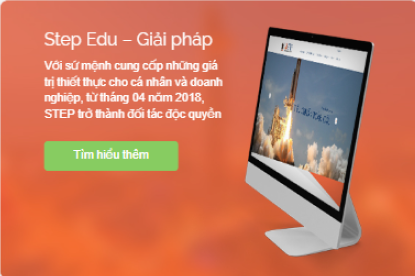 Step Edu – Giải pháp
Với sứ mệnh cung cấp những giá
trị thiết thực cho cá nhân và doanh
nghiệp, từ tháng 04 năm 2018,
STEP trở thành đối tác độc quyền
Tìm hiểu thêm